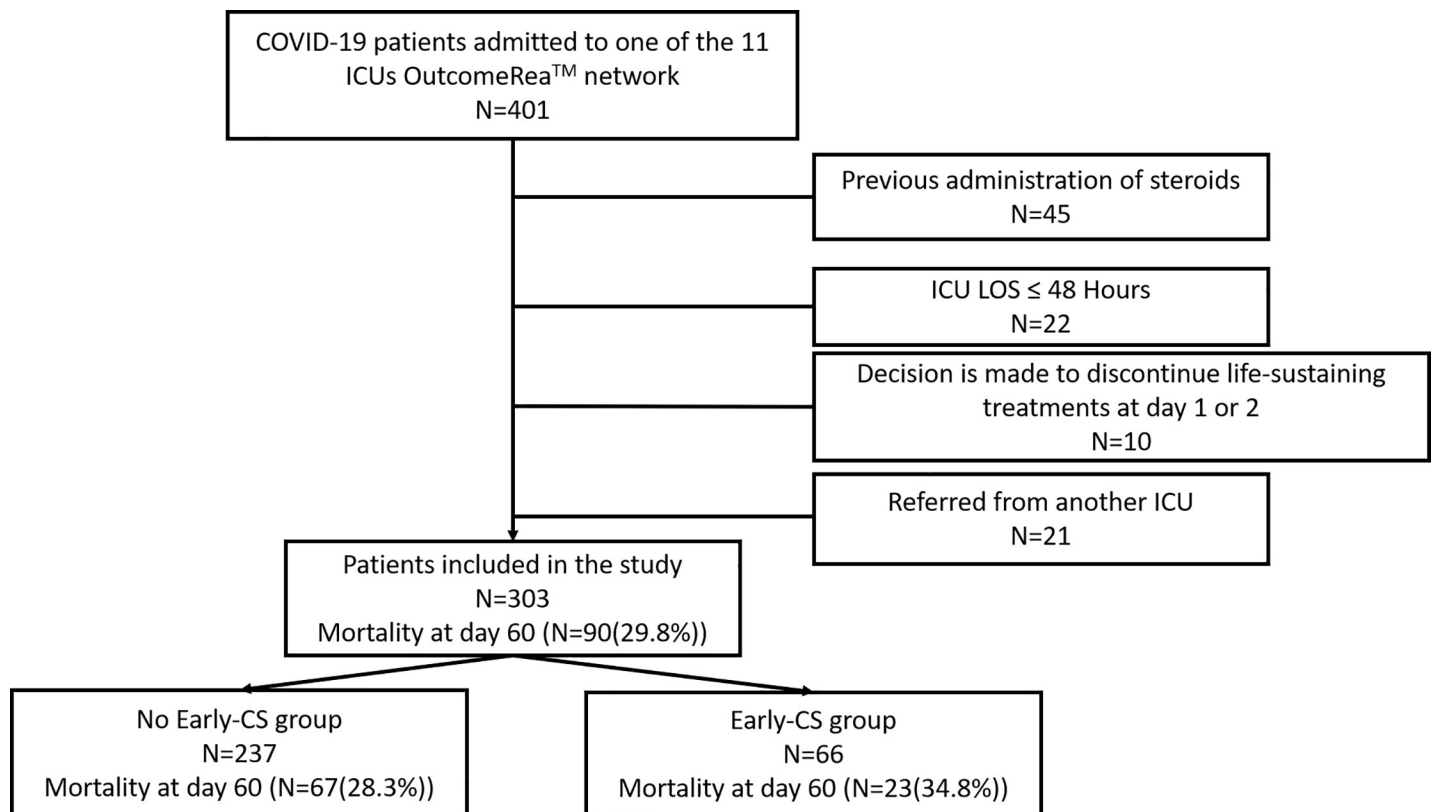 COVID-19 patients admitted to one of the 11
ICUs OutcomeRea™ network
N=401
Previous administration of steroids
N=45
ICU LOS ≤ 48 Hours
N=22
Decision is made to discontinue life-sustaining
treatments at day 1 or 2
N=10
Referred from another ICU
N=21
Patients included in the study
N=303
Mortality at day 60 (N=90(29.8%))
No Early-CS group
N=237
Mortality at day 60 (N=67(28.3%))
Early-CS group
N=66
Mortality at day 60 (N=23(34.8%))